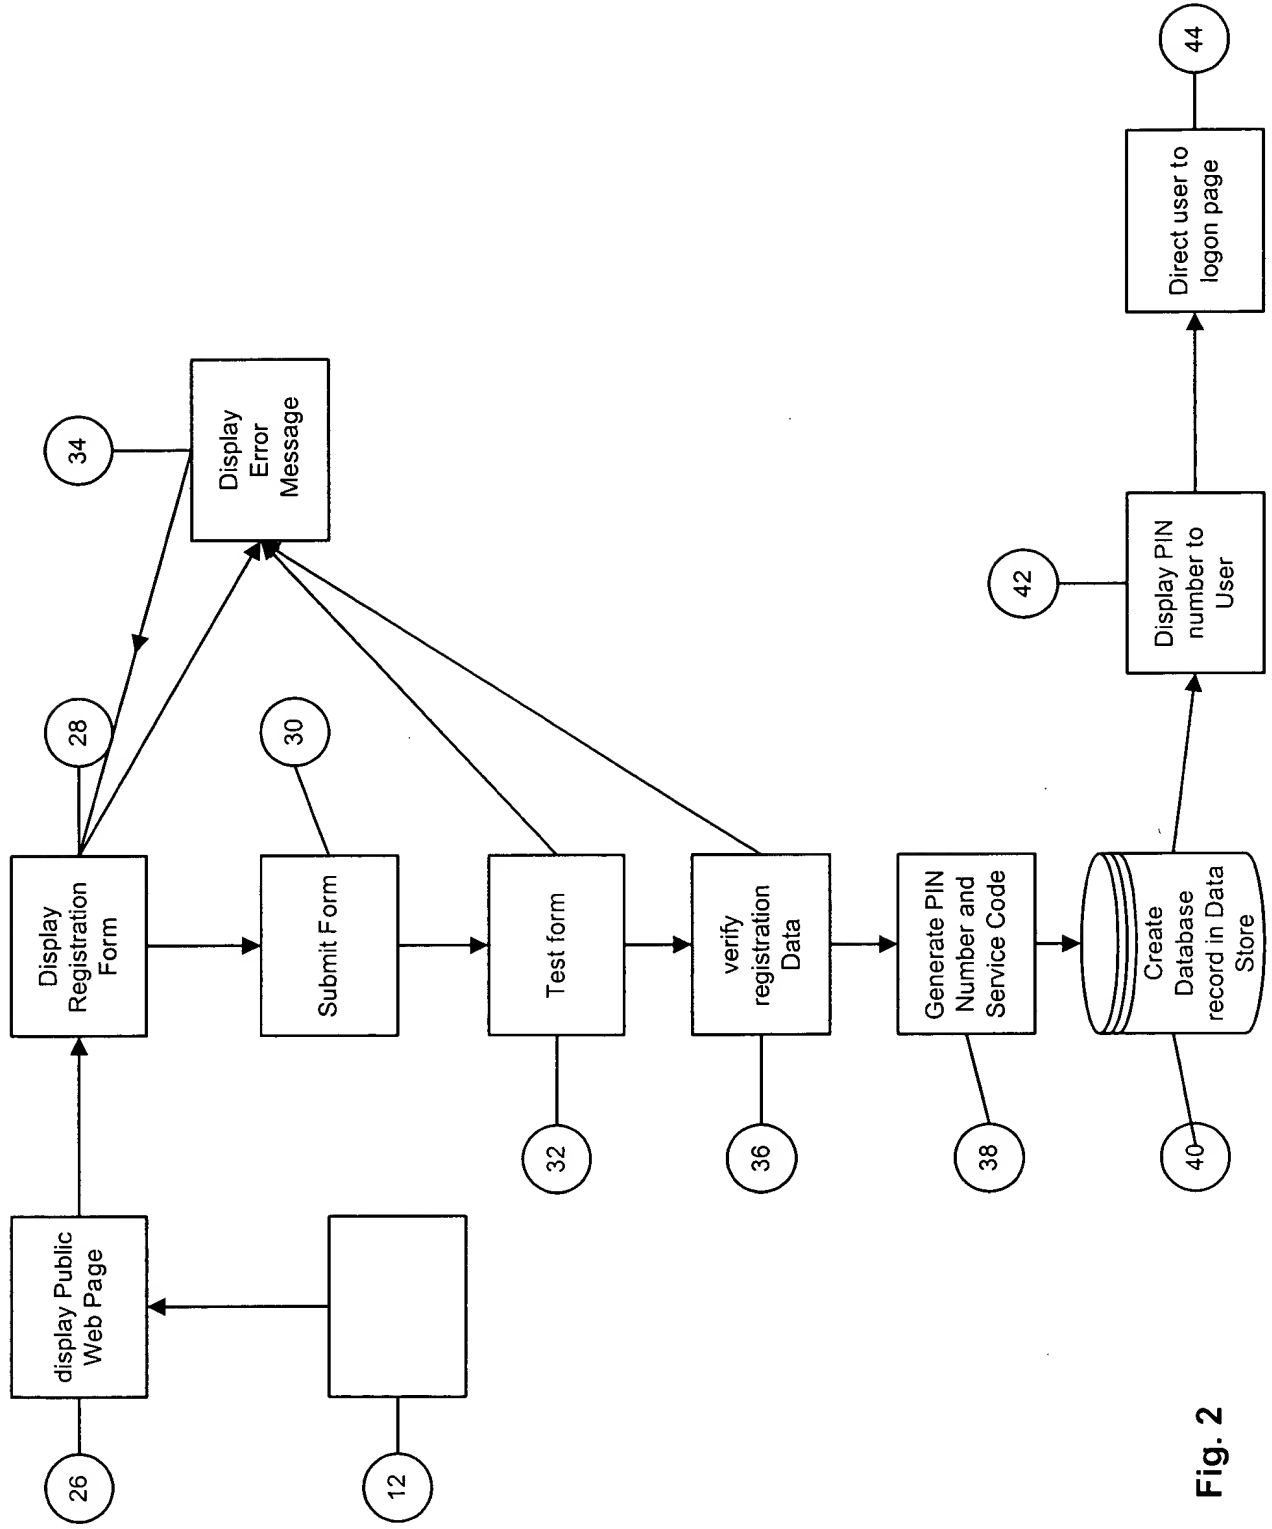 26
display Public
Web Page
12
28
Display
Registration
Form
34
Display
Error
Message
30
Submit Form
32
Test form
36
verify
registration
Data
38
Generate PIN
Number and
Service Code
40
Create
Database
record in Data
Store
42
Display PIN
number to
User
44
Direct user to
logon page
Fig. 2